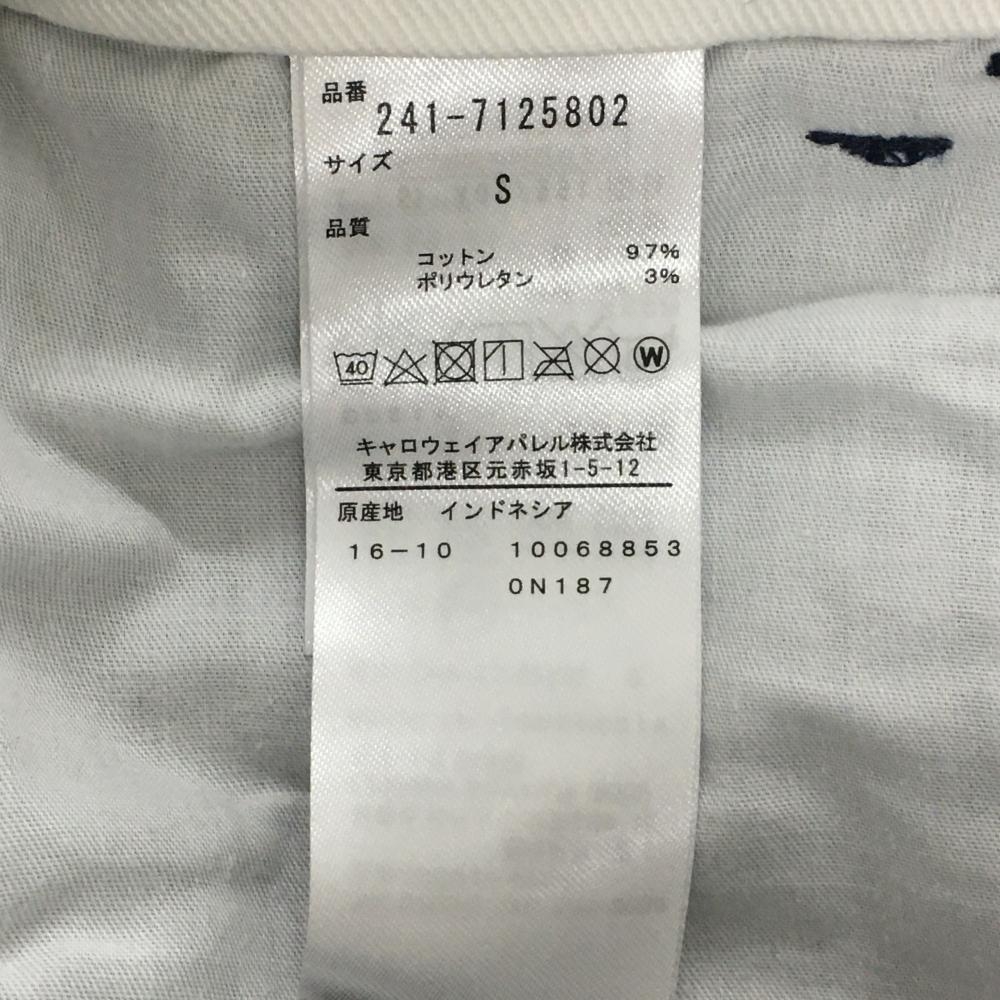 品番
241-7125802
サイズ
S
品質
コットン 97%
ポリウレタン 3%
40 W
キャロウェイアパレル株式会社
東京都港区元赤坂1-5-12
原産地 インドネシア
16-10 10068853
0N187